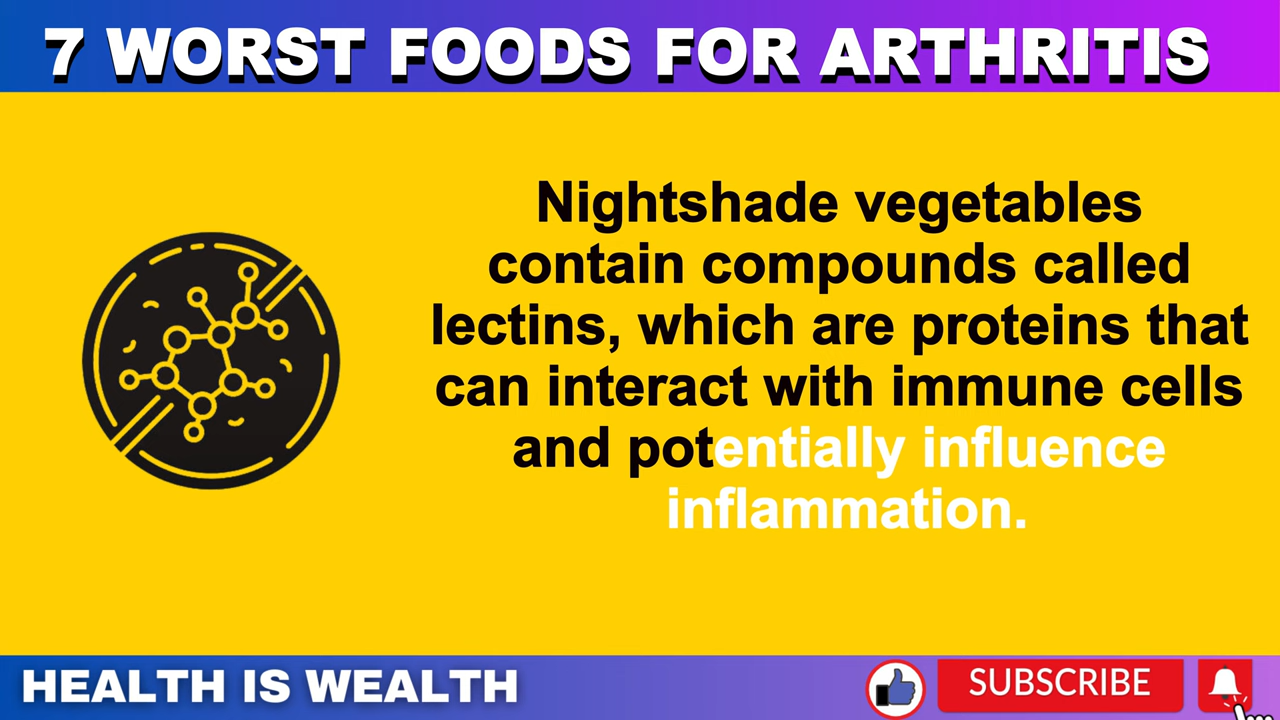 7 WORST FOODS FOR ARTHRITIS
Nightshade vegetables
contain compounds called
lectins, which are proteins that
can interact with immune cells
and potentially influence
inflammation.
HEALTH IS WEALTH
SUBSCRIBE